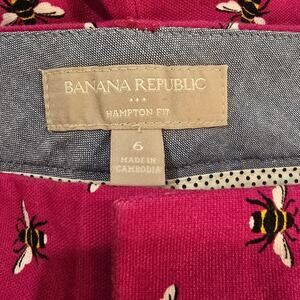 BANANA REPUBLIC
HAMPTON FIT
6
MADE IN
CAMBODIA